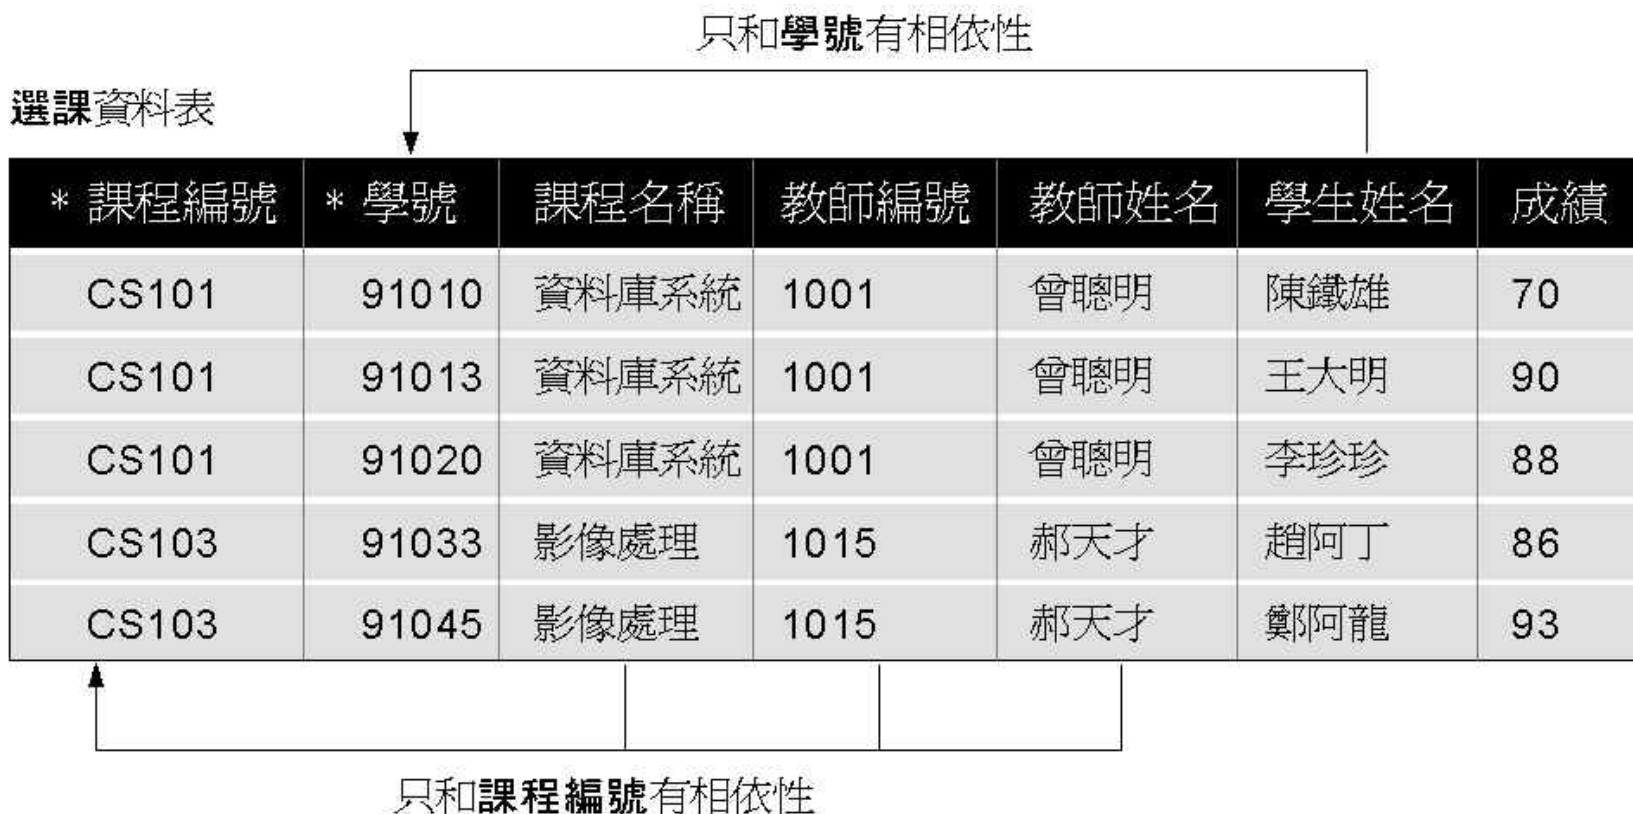 只和學號有相依性
選課資料表
* 課程編號 * 學號 課程名稱 教師編號 教師姓名 學生姓名 成績
CS101 91010 資料庫系統 1001 曾聰明 陳鐵雄 70
CS101 91013 資料庫系統 1001 曾聰明 王大明 90
CS101 91020 資料庫系統 1001 曾聰明 李珍珍 88
CS103 91033 影像處理 1015 郝天才 趙阿丁 86
CS103 91045 影像處理 1015 郝天才 鄭阿龍 93
只和課程編號有相依性